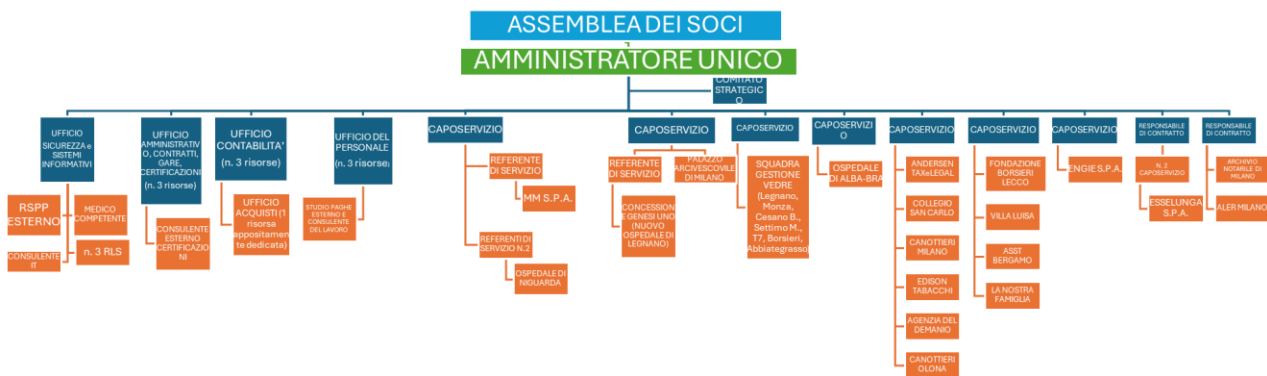 ASSEMBLEA DEI SOCI
AMMINISTRATORE UNICO
COMITATO
STRATEGIC
O
UFFICIO
SICUREZZA e
SISTEMI
INFORMATIVI
RSPP
ESTERNO
MEDICO
COMPETENTE
CONSULENTE
IT
n. 3 RLS
UFFICIO
AMMINISTRATIV
O, CONTRATTI,
GARE,
CERTIFICAZIONI
(n. 3 risorse)
CONSULENTE
ESTERNO
CERTIFICAZIO
NI
UFFICIO
CONTABILITA'
(n. 3 risorse)
UFFICIO
ACQUISTI (1
risorsa
appositamen
te dedicata)
UFFICIO DEL
PERSONALE
(n. 3 risorse)
STUDIO PAGHE
ESTERNO E
CONSULENTE
DEL LAVORO
CAPOSERVIZIO
REFERENTE
DI SERVIZIO
MM S.P.A.
REFERENTI DI
SERVIZIO N.2
OSPEDALE DI
NIGUARDA
CAPOSERVIZIO
REFERENTE
DI SERVIZIO
CONCESSION
E GENESI UNO
(NUOVO
OSPEDALE DI
LEGNANO)
PALAZZO
ARCIVESCOVILE
DI MILANO
CAPOSERVIZIO
SQUADRA
GESTIONE
VEDRE
(Legnano,
Monza,
Cesano B.,
Settimo M.,
T7, Borsieri,
Abbiategrasso)
CAPOSERVIZI
O
OSPEDALE
DI ALBA-BRA
CAPOSERVIZIO
ANDERSEN
TAXeLEGAL
COLLEGIO
SAN CARLO
CANOTTIERI
MILANO
EDISON
TABACCHI
AGENZIA DEL
DEMANIO
CANOTTIERI
OLONA
CAPOSERVIZIO
FONDAZIONE
BORSIERI
LECCO
VILLA LUISA
ASST
BERGAMO
LA NOSTRA
FAMIGLIA
CAPOSERVIZIO
ENGIE S.P.A.
RESPONSABILE
DI CONTRATTO
N. 2
CAPOSERVIZIO
ESSELUNGA
S.P.A.
RESPONSABILE
DI CONTRATTO
ARCHIVIO
NOTARILE DI
MILANO
ALER MILANO